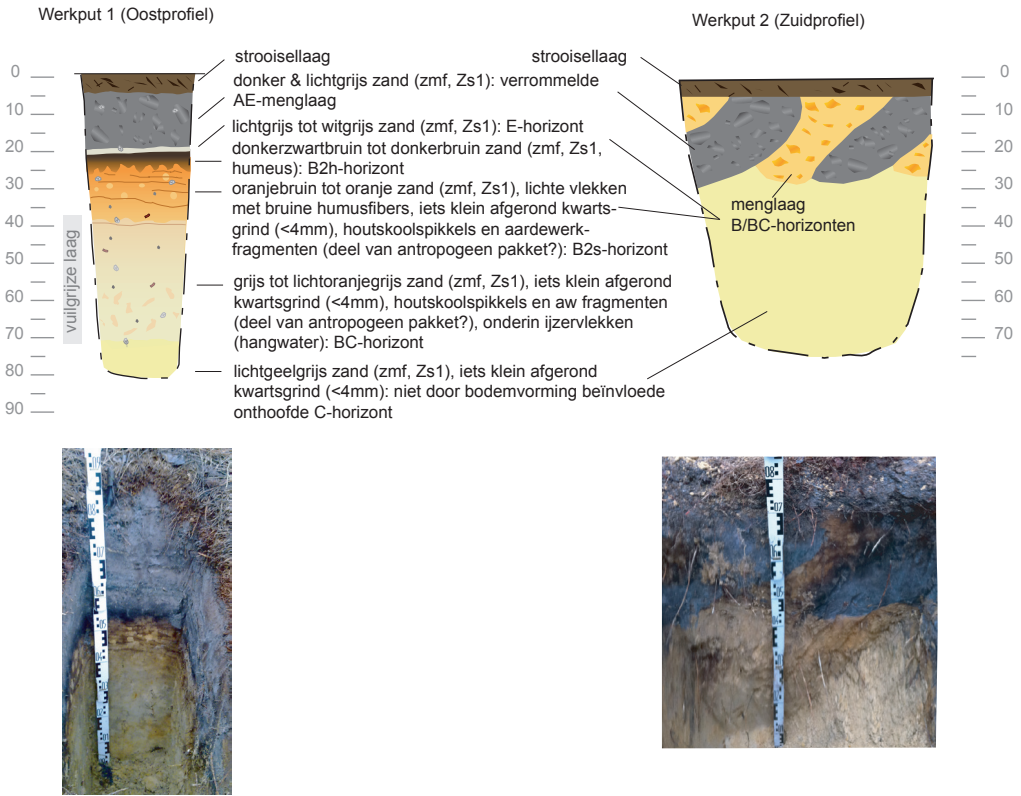 Werkput 1 (Oostprofiel)
Werkput 2 (Zuidprofiel)
strooisellaag
donker & lichtgrijs zand (zmf, Zs1): verrommelde
AE-menglaag
lichtgrijs tot witgrijs zand (zmf, Zs1): E-horizont
donkerzwartbruin tot donkerbruin zand (zmf, Zs1,
humeus): B2h-horizont
oranjebruin tot oranje zand (zmf, Zs1), lichte vlekken
met bruine humusfibers, iets klein afgerond kwarts-
grind (<4mm), houtskoolspikkels en aardewerk-
fragmenten (deel van antropogeen pakket?): B2s-horizont
grijs tot lichtoranjegrijs zand (zmf, Zs1), iets klein afgerond
kwartsgrind (<4mm), houtskoolspikkels en aw fragmenten
(deel van antropogeen pakket?), onderin ijzervlekken
(hangwater): BC-horizont
lichtgeelgrijs zand (zmf, Zs1), iets klein afgerond
kwartsgrind (<4mm): niet door bodemvorming beïnvloede
onthoofde C-horizont
strooisellaag
menglaag
B/BC-horizonten
vuilgrijze laag
0
10
20
30
40
50
60
70
80
90
0
10
20
30
40
50
60
70